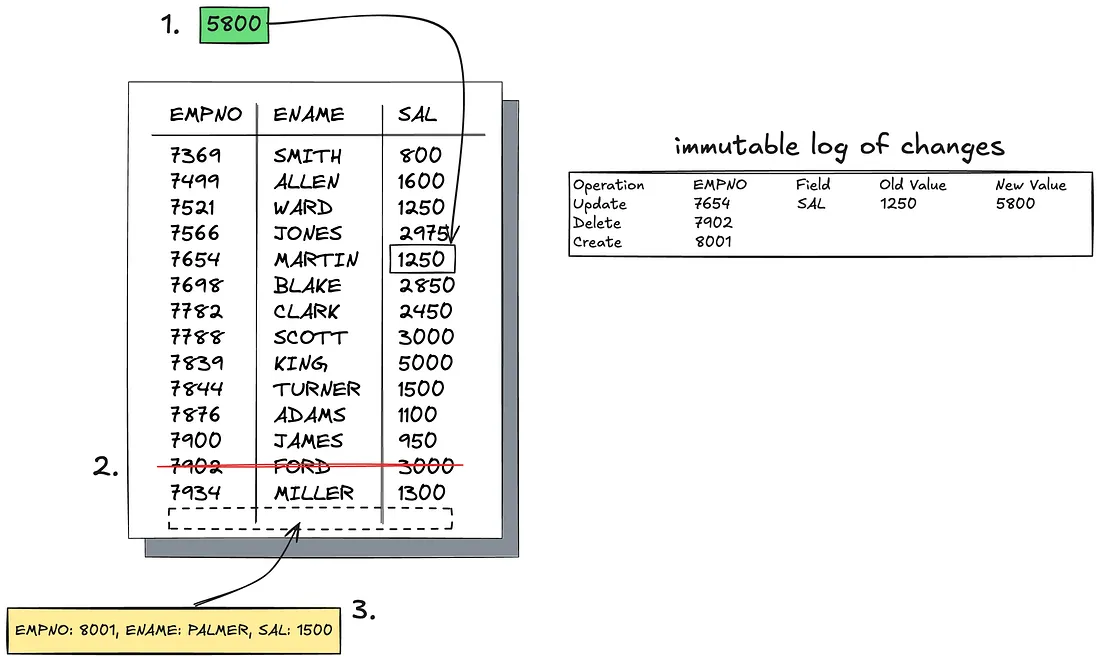 1. 5800
EMPNO ENAME SAL
7369 SMITH 800
7499 ALLEN 1600
7521 WARD 1250
7566 JONES 2975
7654 MARTIN 1250
7698 BLAKE 2850
7782 CLARK 2450
7788 SCOTT 3000
7839 KING 5000
7844 TURNER 1500
7876 ADAMS 1100
7900 JAMES 950
2. 7902 FORD 3000
7934 MILLER 1300
3.
EMPNO: 8001, ENAME: PALMER, SAL: 1500
immutable log of changes
Operation EMPNO Field Old Value New Value
Update 7654 SAL 1250 5800
Delete 7902
Create 8001